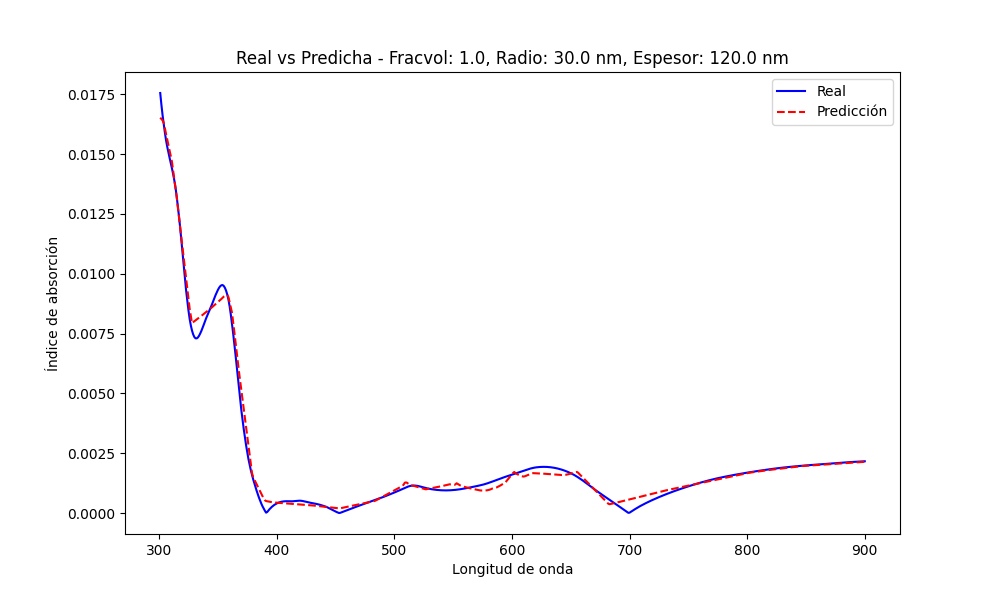 Real vs Predicha - Fracvol: 1.0, Radio: 30.0 nm, Espesor: 120.0 nm
Real
Predicción
Índice de absorción
0.0175
0.0150
0.0125
0.0100
0.0075
0.0050
0.0025
0.0000
300 400 500 600 700 800 900
Longitud de onda